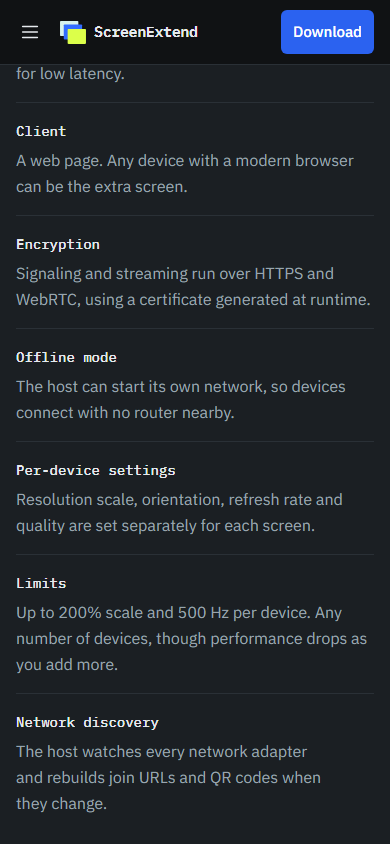 ScreenExtend
Download
for low latency.
Client
A web page. Any device with a modern browser
can be the extra screen.
Encryption
Signaling and streaming run over HTTPS and
WebRTC, using a certificate generated at runtime.
Offline mode
The host can start its own network, so devices
connect with no router nearby.
Per-device settings
Resolution scale, orientation, refresh rate and
quality are set separately for each screen.
Limits
Up to 200% scale and 500 Hz per device. Any
number of devices, though performance drops as
you add more.
Network discovery
The host watches every network adapter
and rebuilds join URLs and QR codes when
they change.